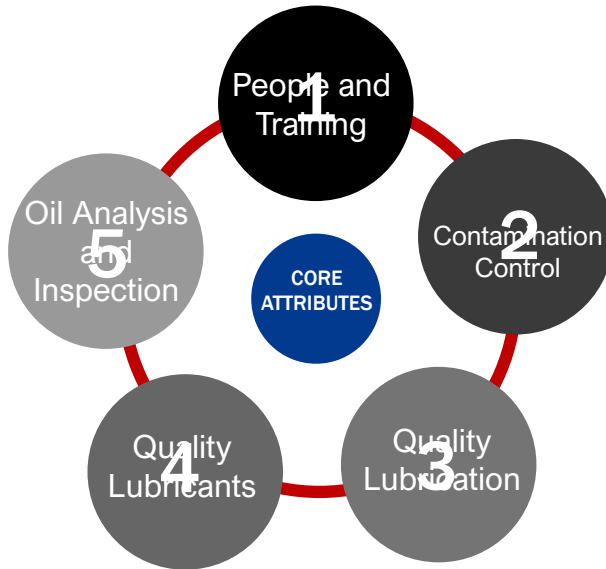 1
People and
Training
2
Contamination
Control
3
Quality
Lubrication
4
Quality
Lubricants
5
Oil Analysis
and
Inspection
CORE
ATTRIBUTES